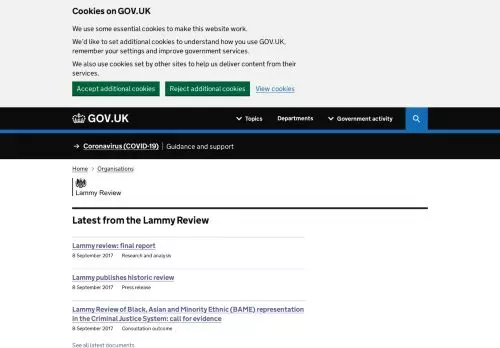 Cookies on GOV.UK
We use some essential cookies to make this website work.
We'd like to set additional cookies to understand how you use GOV.UK,
remember your settings and improve government services.
We also use cookies set by other sites to help us deliver content from their
services.
Accept additional cookies Reject additional cookies View cookies
GOV.UK Topics Departments Government activity
→ Coronavirus (COVID-19) Guidance and support
Home > Organisations
Lammy Review
Latest from the Lammy Review
Lammy review: final report
8 September 2017 Research and analysis
Lammy publishes historic review
8 September 2017 Press release
Lammy Review of Black, Asian and Minority Ethnic (BAME) representation
in the Criminal Justice System: call for evidence
8 September 2017 Consultation outcome
See all latest documents